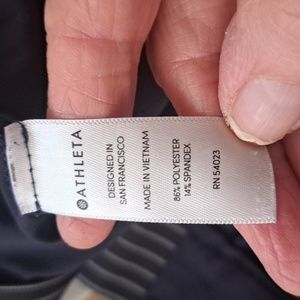 ATHLETA
DESIGNED IN
SAN FRANCISCO
MADE IN VIETNAM
86% POLYESTER
14% SPANDEX
RN 54023